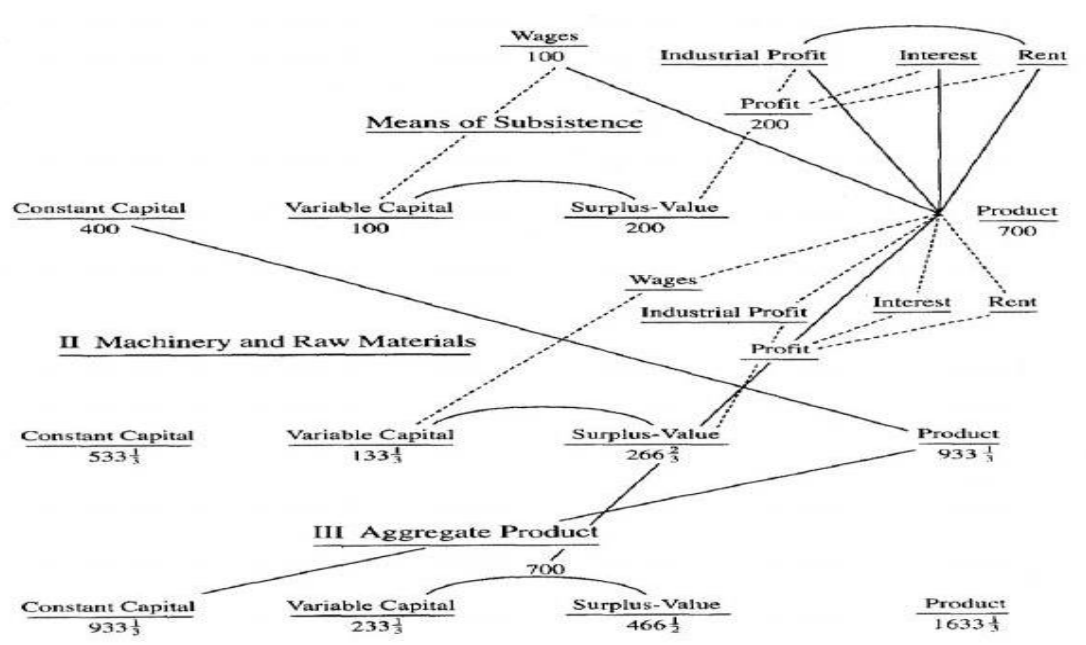 Wages
100
Industrial Profit Interest Rent
Profit
200
Means of Subsistence
Constant Capital Variable Capital Surplus-Value Product
400 100 200 700
Wages
Industrial Profit Interest Rent
II Machinery and Raw Materials
Profit
Constant Capital Variable Capital Surplus-Value Product
533⅓ 133⅓ 266⅔ 933⅓
III Aggregate Product
700
Constant Capital Variable Capital Surplus-Value Product
933⅓ 233⅓ 466½ 1633⅓